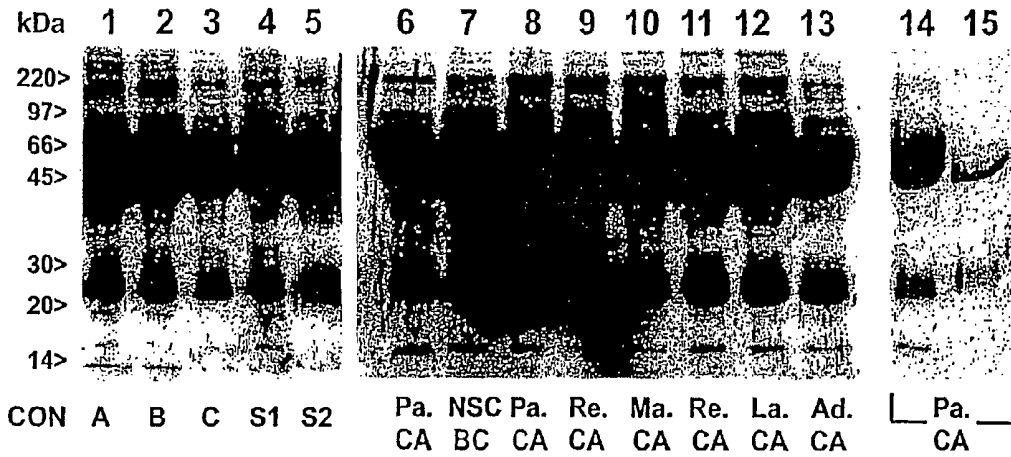 kDa 1 2 3 4 5 6 7 8 9 10 11 12 13 14 15
220>
97>
66>
45>
30>
20>
14>
CON A B C S1 S2 Pa. NSC Pa. Re. Ma. Re. La. Ad. Pa.
CA BC CA CA CA CA CA CA CA